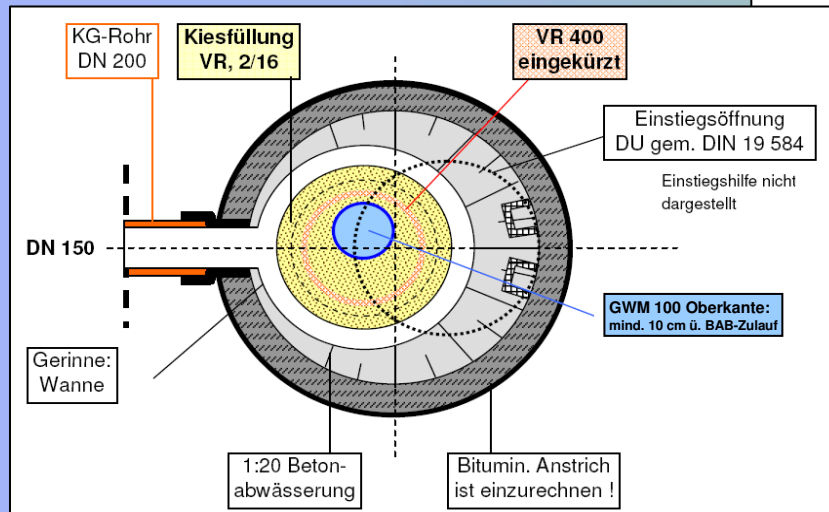 KG-Rohr
DN 200
Kiesfüllung
VR, 2/16
VR 400
eingekürzt
Einstiegsöffnung
DU gem. DIN 19 584
Einstiegshilfe nicht
dargestellt
DN 150
GWM 100 Oberkante:
mind. 10 cm ü. BAB-Zulauf
Gerinne:
Wanne
1:20 Beton-
abwässerung
Bitumin. Anstrich
ist einzurechnen !